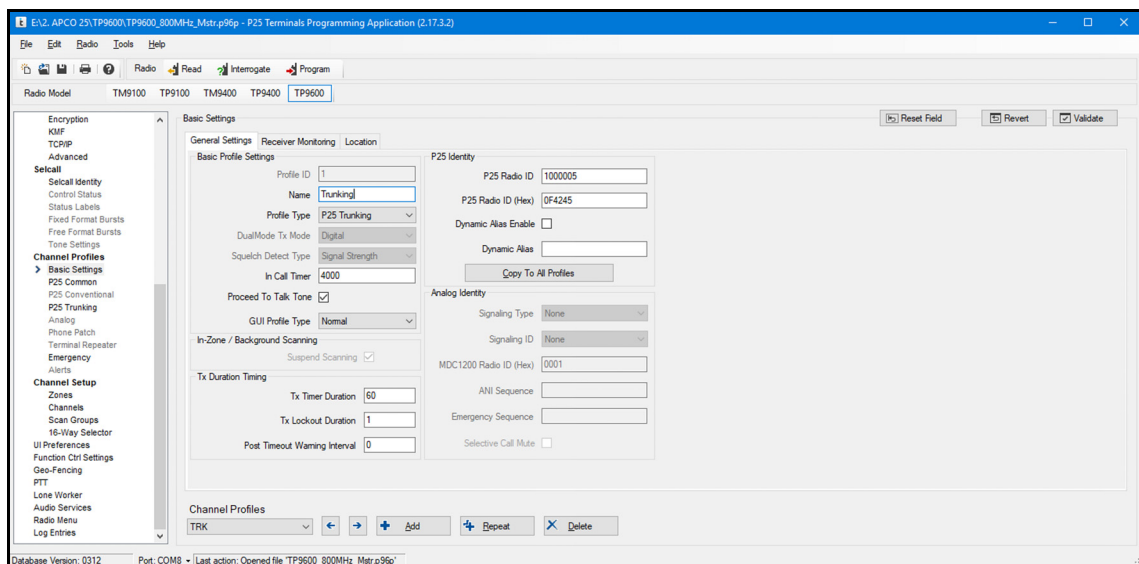 E:\2. APCO 25\TP9600\TP9600_800MHz_Mstr.p96p - P25 Terminals Programming Application (2.17.3.2)
File Edit Radio Tools Help
Radio Read Interrogate Program
Radio Model TM9100 TP9100 TM9400 TP9400 TP9600
Encryption
KMF
TCP/IP
Advanced
Selcall
Selcall Identity
Control Status
Status Labels
Fixed Format Bursts
Free Format Bursts
Tone Settings
Channel Profiles
Basic Settings
P25 Common
P25 Conventional
P25 Trunking
Analog
Phone Patch
Terminal Repeater
Emergency
Alerts
Channel Setup
Zones
Channels
Scan Groups
16-Way Selector
UI Preferences
Function Ctrl Settings
Geo-Fencing
PTT
Lone Worker
Audio Services
Radio Menu
Log Entries
Basic Settings
Reset Field Revert Validate
General Settings Receiver Monitoring Location
Basic Profile Settings
Profile ID 1
Name Trunking
Profile Type P25 Trunking
DualMode Tx Mode Digital
Squelch Detect Type Signal Strength
In Call Timer 4000
Proceed To Talk Tone
GUI Profile Type Normal
In-Zone / Background Scanning
Suspend Scanning
Tx Duration Timing
Tx Timer Duration 60
Tx Lockout Duration 1
Post Timeout Warning Interval 0
P25 Identity
P25 Radio ID 1000005
P25 Radio ID (Hex) 0F4245
Dynamic Alias Enable
Dynamic Alias
Copy To All Profiles
Analog Identity
Signaling Type None
Signaling ID None
MDC1200 Radio ID (Hex) 0001
ANI Sequence
Emergency Sequence
Selective Call Mute
Channel Profiles
TRK Add Repeat Delete
Database Version: 0312 Port: COM8 Last action: Opened file 'TP9600_800MHz_Mstr.p96p'